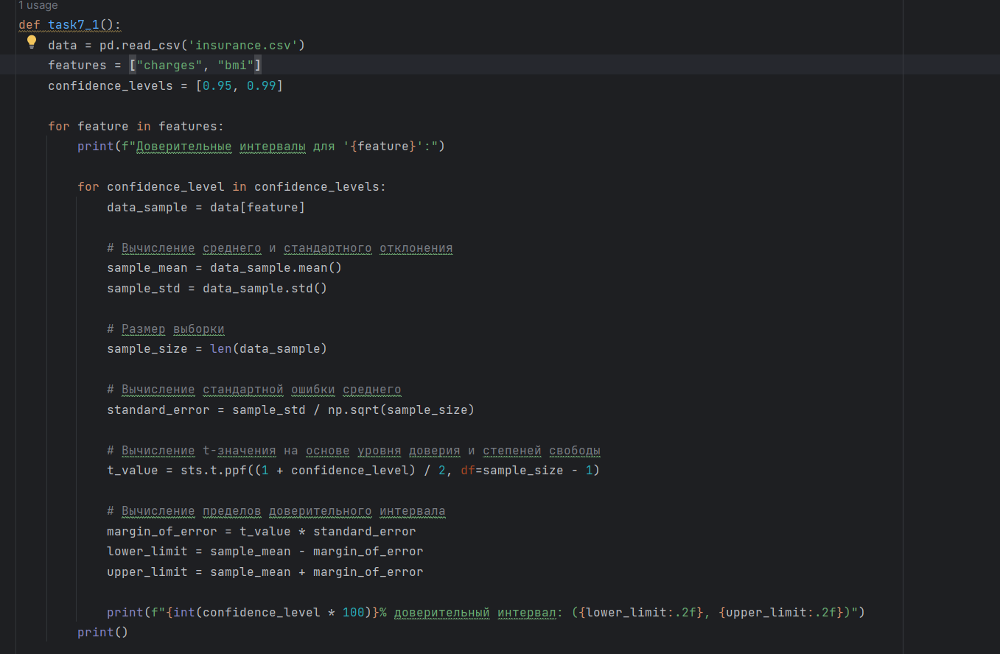 1 usage
def task7_1():
data = pd.read_csv('insurance.csv')
features = ["charges", "bmi"]
confidence_levels = [0.95, 0.99]
for feature in features:
print(f"Доверительные интервалы для '{feature}':")
for confidence_level in confidence_levels:
data_sample = data[feature]
# Вычисление среднего и стандартного отклонения
sample_mean = data_sample.mean()
sample_std = data_sample.std()
# Размер выборки
sample_size = len(data_sample)
# Вычисление стандартной ошибки среднего
standard_error = sample_std / np.sqrt(sample_size)
# Вычисление t-значения на основе уровня доверия и степеней свободы
t_value = sts.t.ppf((1 + confidence_level) / 2, df=sample_size - 1)
# Вычисление пределов доверительного интервала
margin_of_error = t_value * standard_error
lower_limit = sample_mean - margin_of_error
upper_limit = sample_mean + margin_of_error
print(f"{int(confidence_level * 100)}% доверительный интервал: ({lower_limit:.2f}, {upper_limit:.2f})")
print()